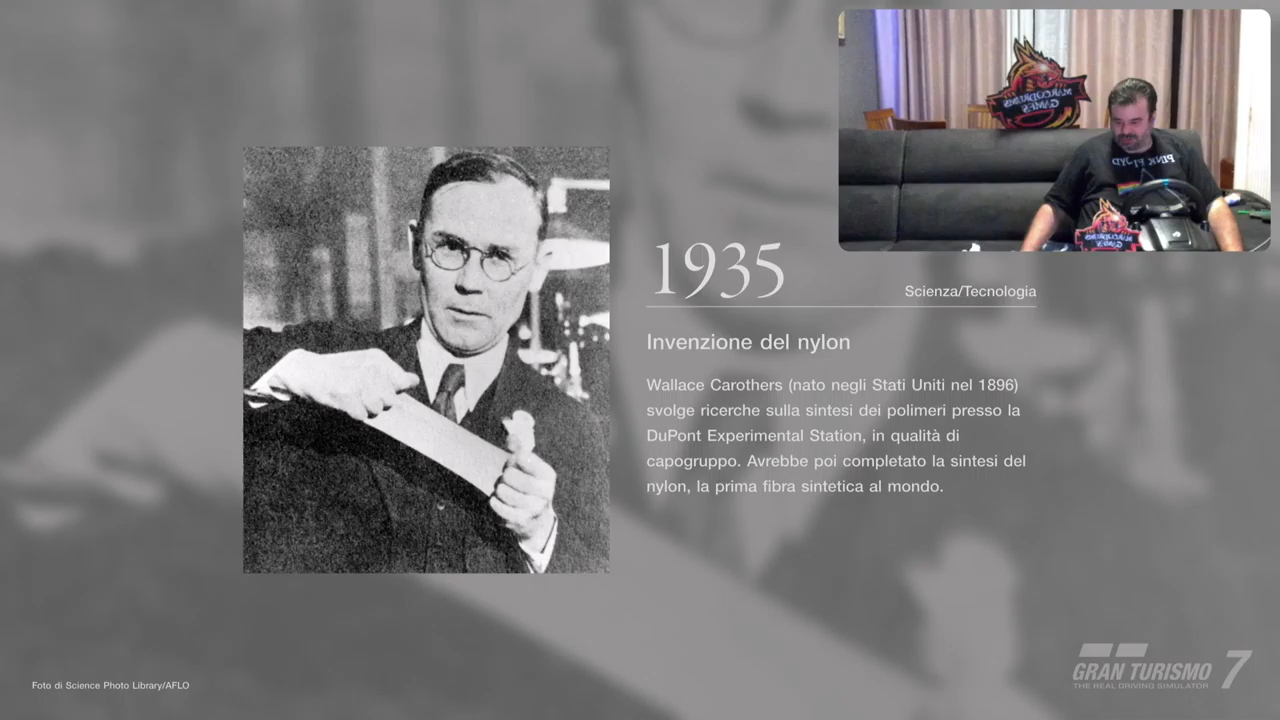 MARCODRUMS
GAMES
PINK FLOYD
1935
Scienza/Tecnologia
Invenzione del nylon
Wallace Carothers (nato negli Stati Uniti nel 1896)
svolge ricerche sulla sintesi dei polimeri presso la
DuPont Experimental Station, in qualità di
capogruppo. Avrebbe poi completato la sintesi del
nylon, la prima fibra sintetica al mondo.
Foto di Science Photo Library/AFLO
GRAN TURISMO 7
THE REAL DRIVING SIMULATOR